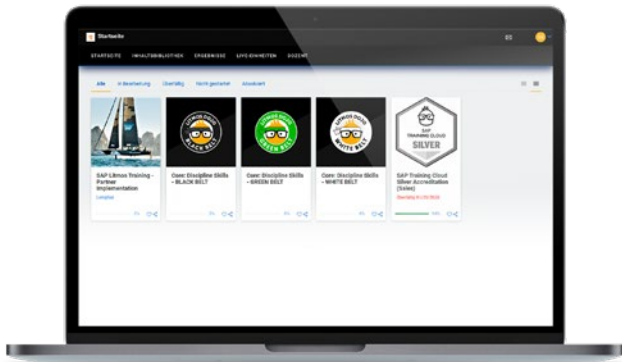 Startseite
STARTSEITE INHALTSBIBLIOTHEK ERGEBNISSE LIVE-EINHEITEN DOZENT
Alle In Bearbeitung Überfällig Nicht gestartet Absolviert
LITMOS DOJO
BLACK BELT
LITMOS DOJO
GREEN BELT
LITMOS DOJO
WHITE BELT
SAP
TRAINING CLOUD
SILVER
SAP Litmos Training -
Partner
Implementation
Core: Discipline Skills
- BLACK BELT
Core: Discipline Skills
- GREEN BELT
Core: Discipline Skills
- WHITE BELT
SAP Training Cloud
Silver Accreditation
(Sales)